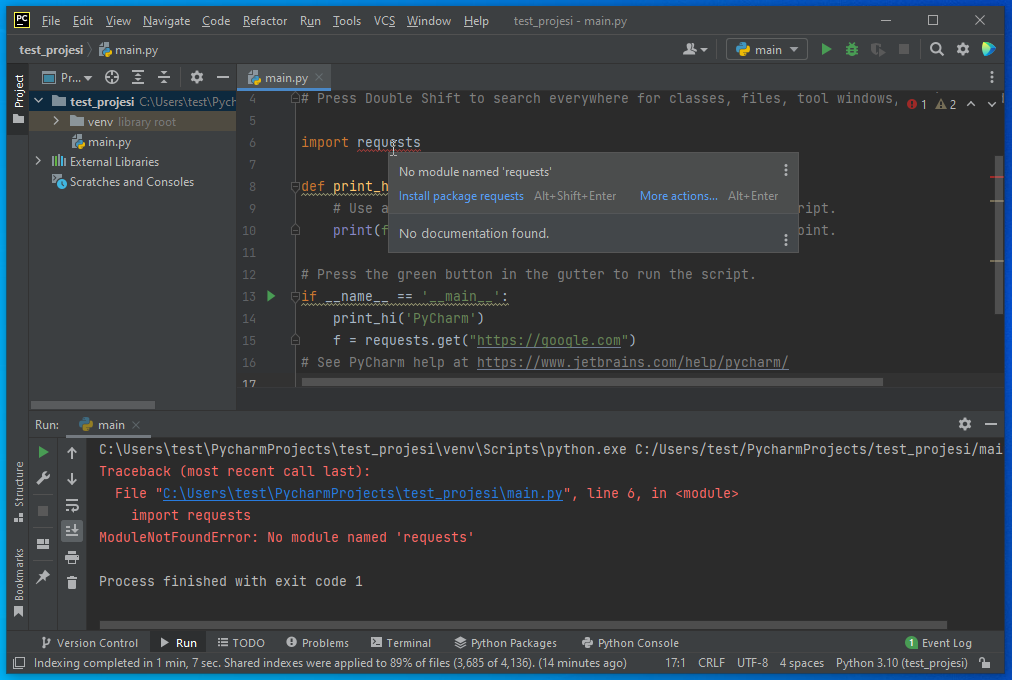 PC File Edit View Navigate Code Refactor Run Tools VCS Window Help test_projesi - main.py
test_projesi main.py main
Project Pr... main.py
test_projesi C:\Users\test\Pych
venv library root
main.py
External Libraries
Scratches and Consoles
4 # Press Double Shift to search everywhere for classes, files, tool windows, 1 2
5
6 import requests
7
8 def print_h
9 # Use a ript.
10 print(f oint.
11
12 # Press the green button in the gutter to run the script.
13 if __name__ == '__main__':
14 print_hi('PyCharm')
15 f = requests.get("https://google.com")
16 # See PyCharm help at https://www.jetbrains.com/help/pycharm/
17
No module named 'requests'
Install package requests Alt+Shift+Enter More actions... Alt+Enter
No documentation found.
Run: main
C:\Users\test\PycharmProjects\test_projesi\venv\Scripts\python.exe C:/Users/test/PycharmProjects/test_projesi/mai
Traceback (most recent call last):
File "C:\Users\test\PycharmProjects\test_projesi\main.py", line 6, in <module>
import requests
ModuleNotFoundError: No module named 'requests'
Process finished with exit code 1
Structure
Bookmarks
Version Control Run TODO Problems Terminal Python Packages Python Console 1 Event Log
Indexing completed in 1 min, 7 sec. Shared indexes were applied to 89% of files (3,685 of 4,136). (14 minutes ago) 17:1 CRLF UTF-8 4 spaces Python 3.10 (test_projesi)